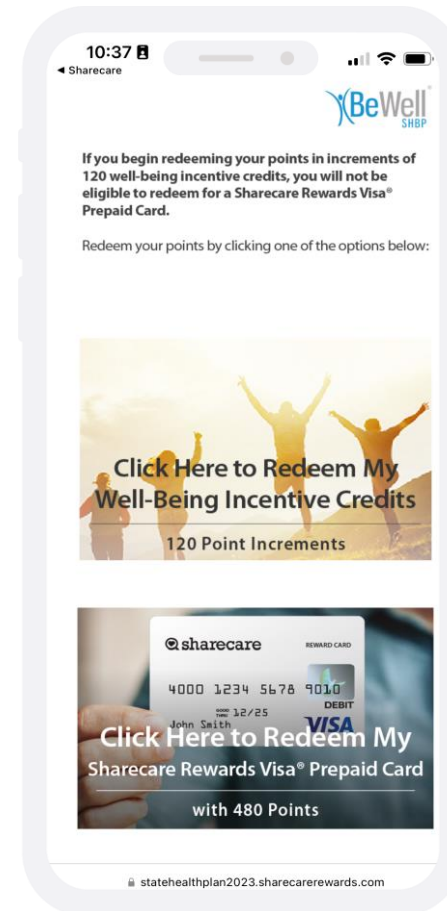 10:37
◄ Sharecare
BeWell
SHBP
If you begin redeeming your points in increments of
120 well-being incentive credits, you will not be
eligible to redeem for a Sharecare Rewards Visa®
Prepaid Card.
Redeem your points by clicking one of the options below:
Click Here to Redeem My
Well-Being Incentive Credits
120 Point Increments
sharecare
REWARD CARD
4000 1234 5678 9010
GOOD THRU 12/25
DEBIT
John Smith
VISA
Click Here to Redeem My
Sharecare Rewards Visa® Prepaid Card
with 480 Points
statehealthplan2023.sharecarerewards.com